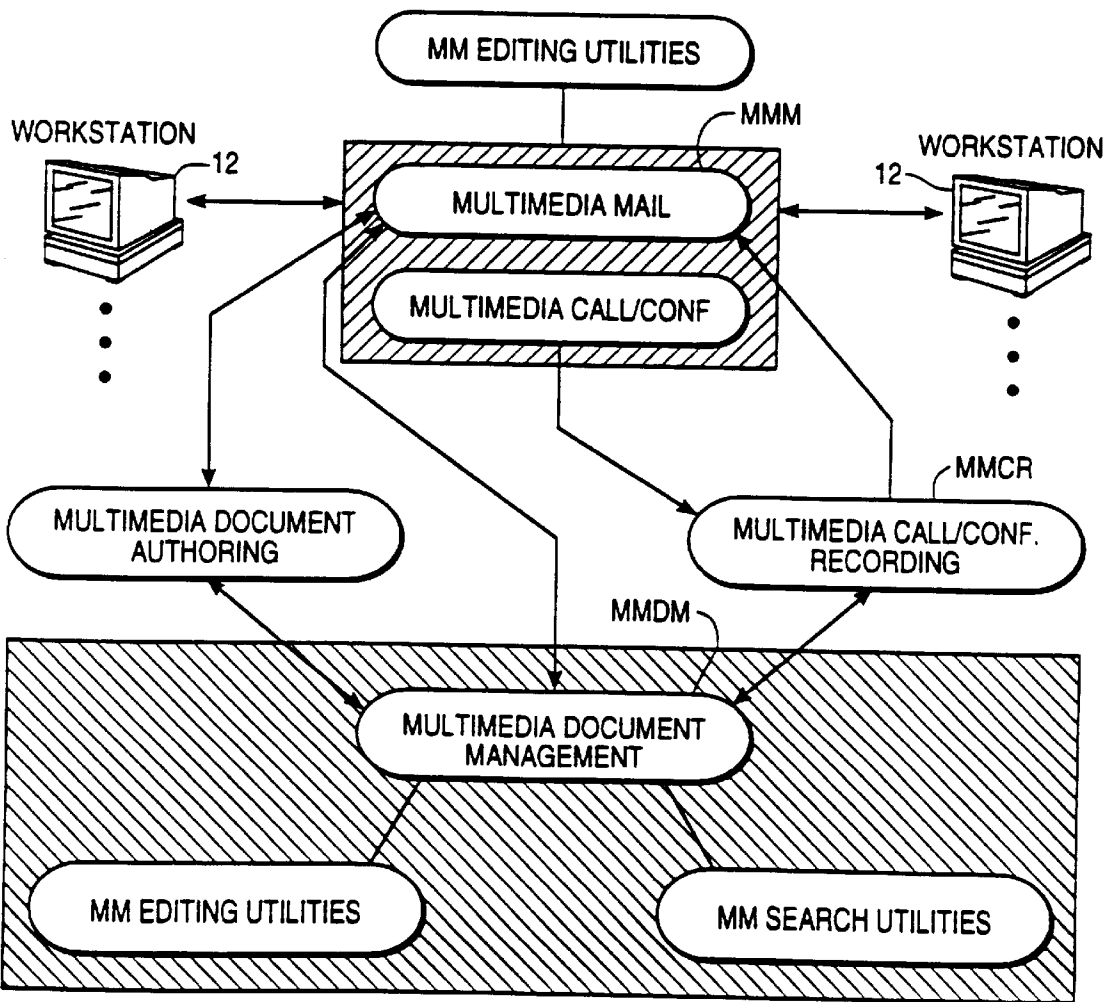 MM EDITING UTILITIES
MMM
WORKSTATION
12
WORKSTATION
12
MULTIMEDIA MAIL
MULTIMEDIA CALL/CONF
MMCR
MULTIMEDIA DOCUMENT
AUTHORING
MULTIMEDIA CALL/CONF.
RECORDING
MMDM
MULTIMEDIA DOCUMENT
MANAGEMENT
MM EDITING UTILITIES
MM SEARCH UTILITIES